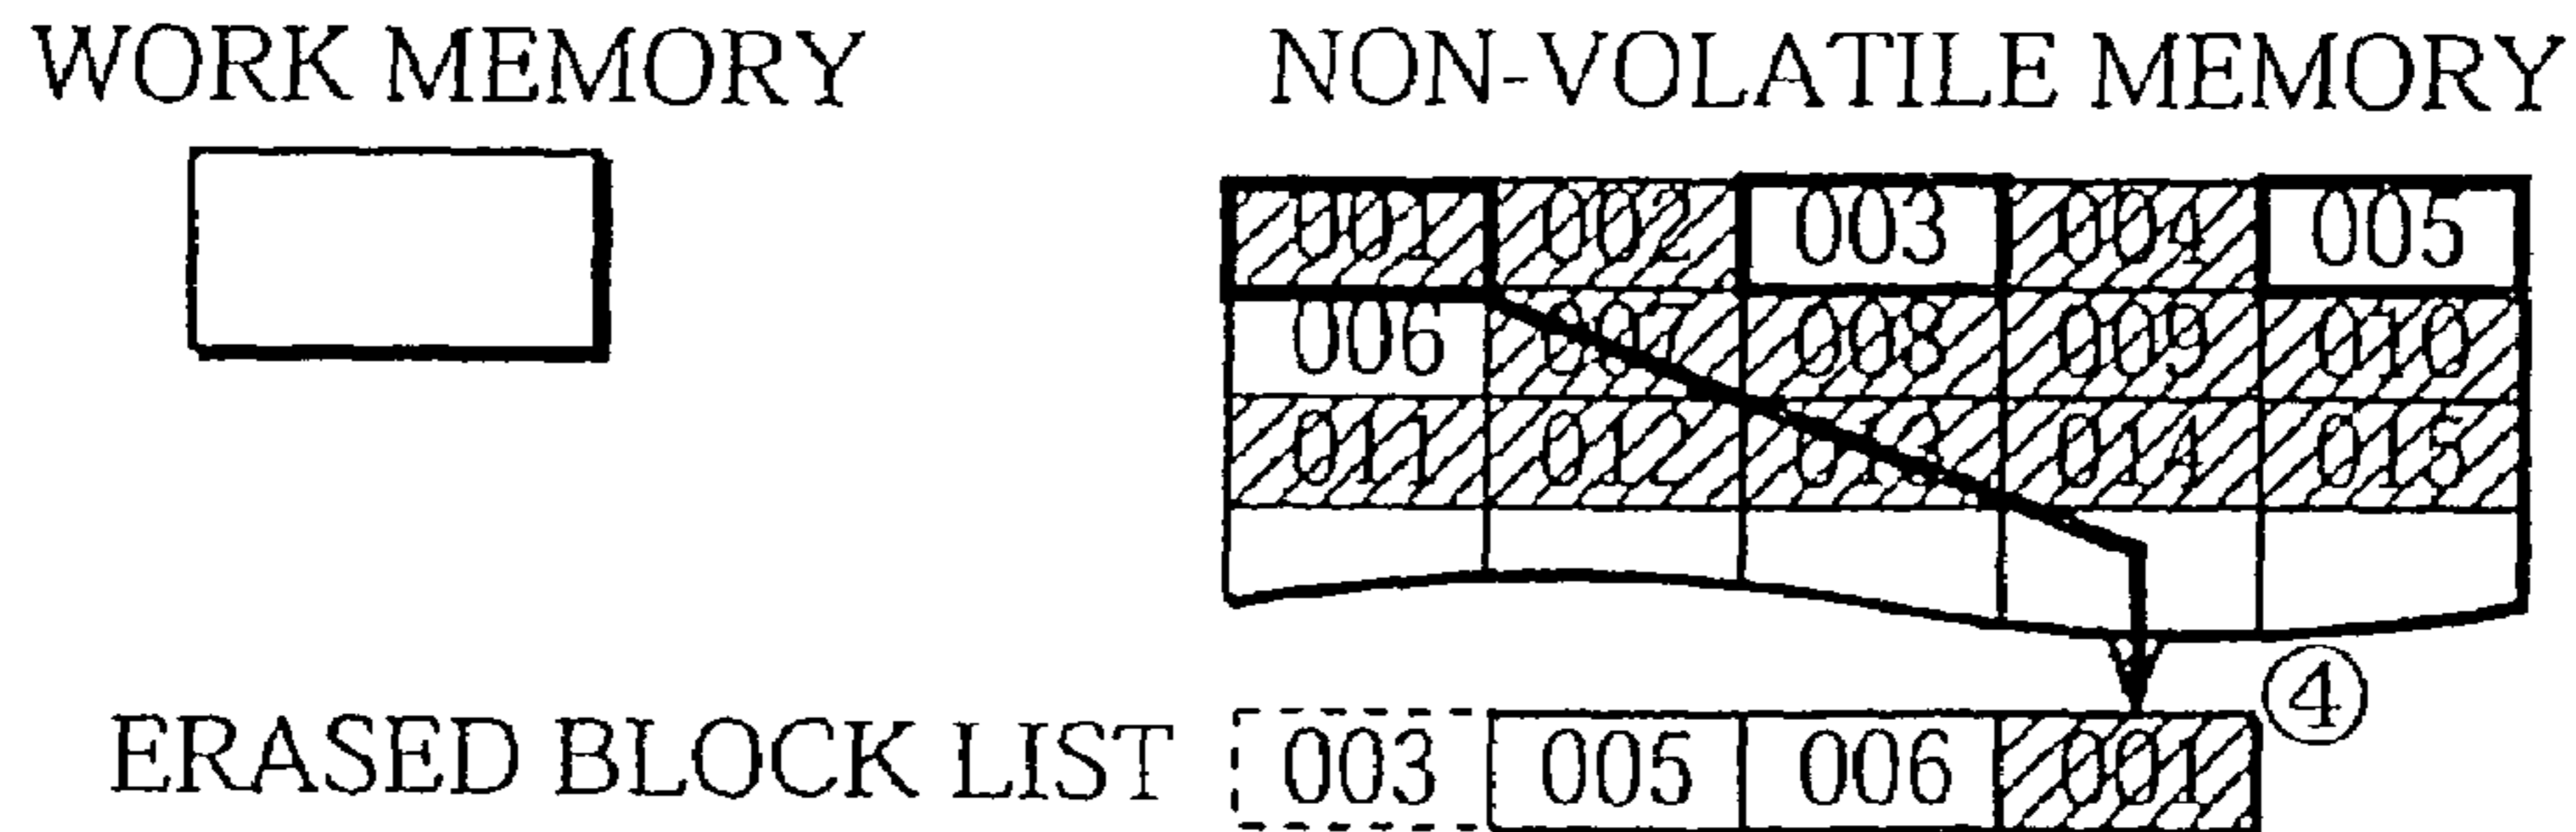 WORK MEMORY NON-VOLATILE MEMORY
001 002 003 004 005
006 007 008 009 010
011 012 013 014 015
④
ERASED BLOCK LIST 003 005 006 001